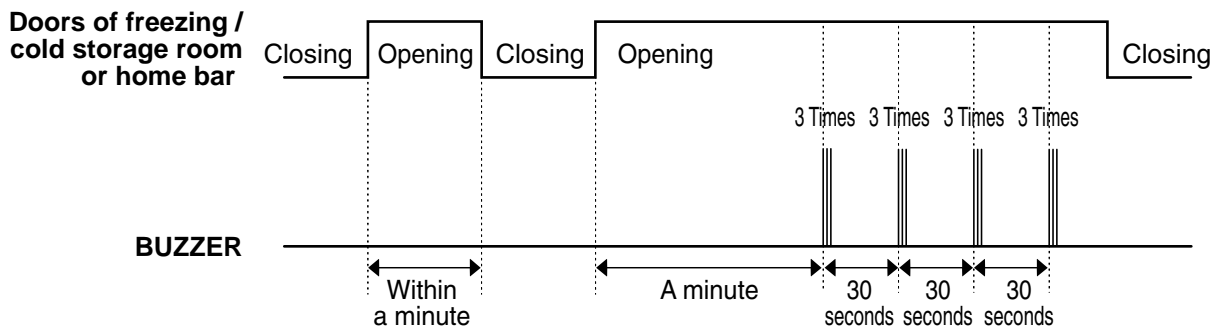 Doors of freezing /
cold storage room
or home bar
Closing Opening Closing Opening Closing
3 Times 3 Times 3 Times 3 Times
BUZZER
Within
a minute
A minute
30
seconds
30
seconds
30
seconds